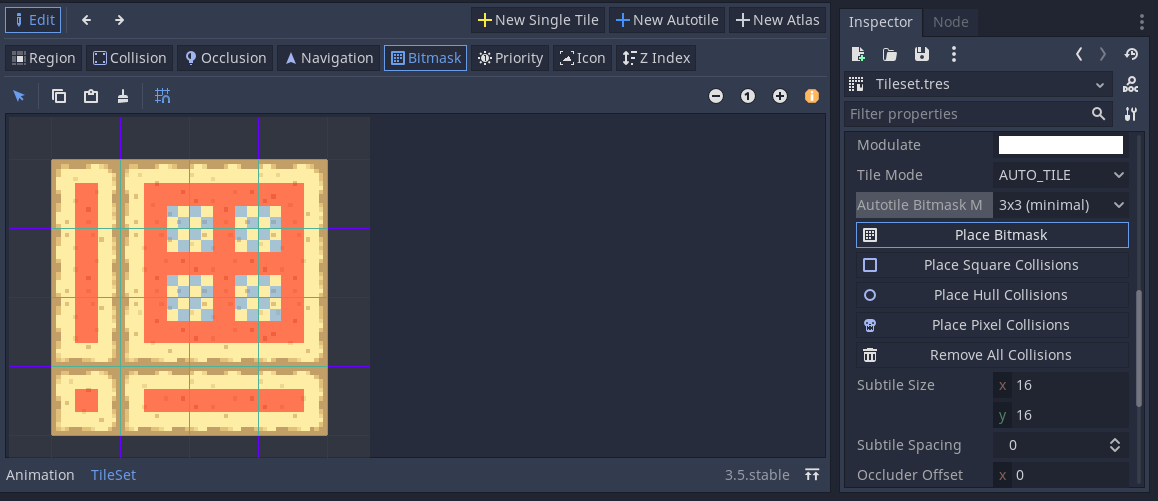 Edit
New Single Tile
New Autotile
New Atlas
Region
Collision
Occlusion
Navigation
Bitmask
Priority
Icon
Z Index
1
Animation
TileSet
3.5.stable
Inspector
Node
Tileset.tres
DOC
Filter properties
Modulate
Tile Mode AUTO_TILE
Autotile Bitmask M 3x3 (minimal)
Place Bitmask
Place Square Collisions
Place Hull Collisions
Place Pixel Collisions
Remove All Collisions
Subtile Size x 16
y 16
Subtile Spacing 0
Occluder Offset x 0